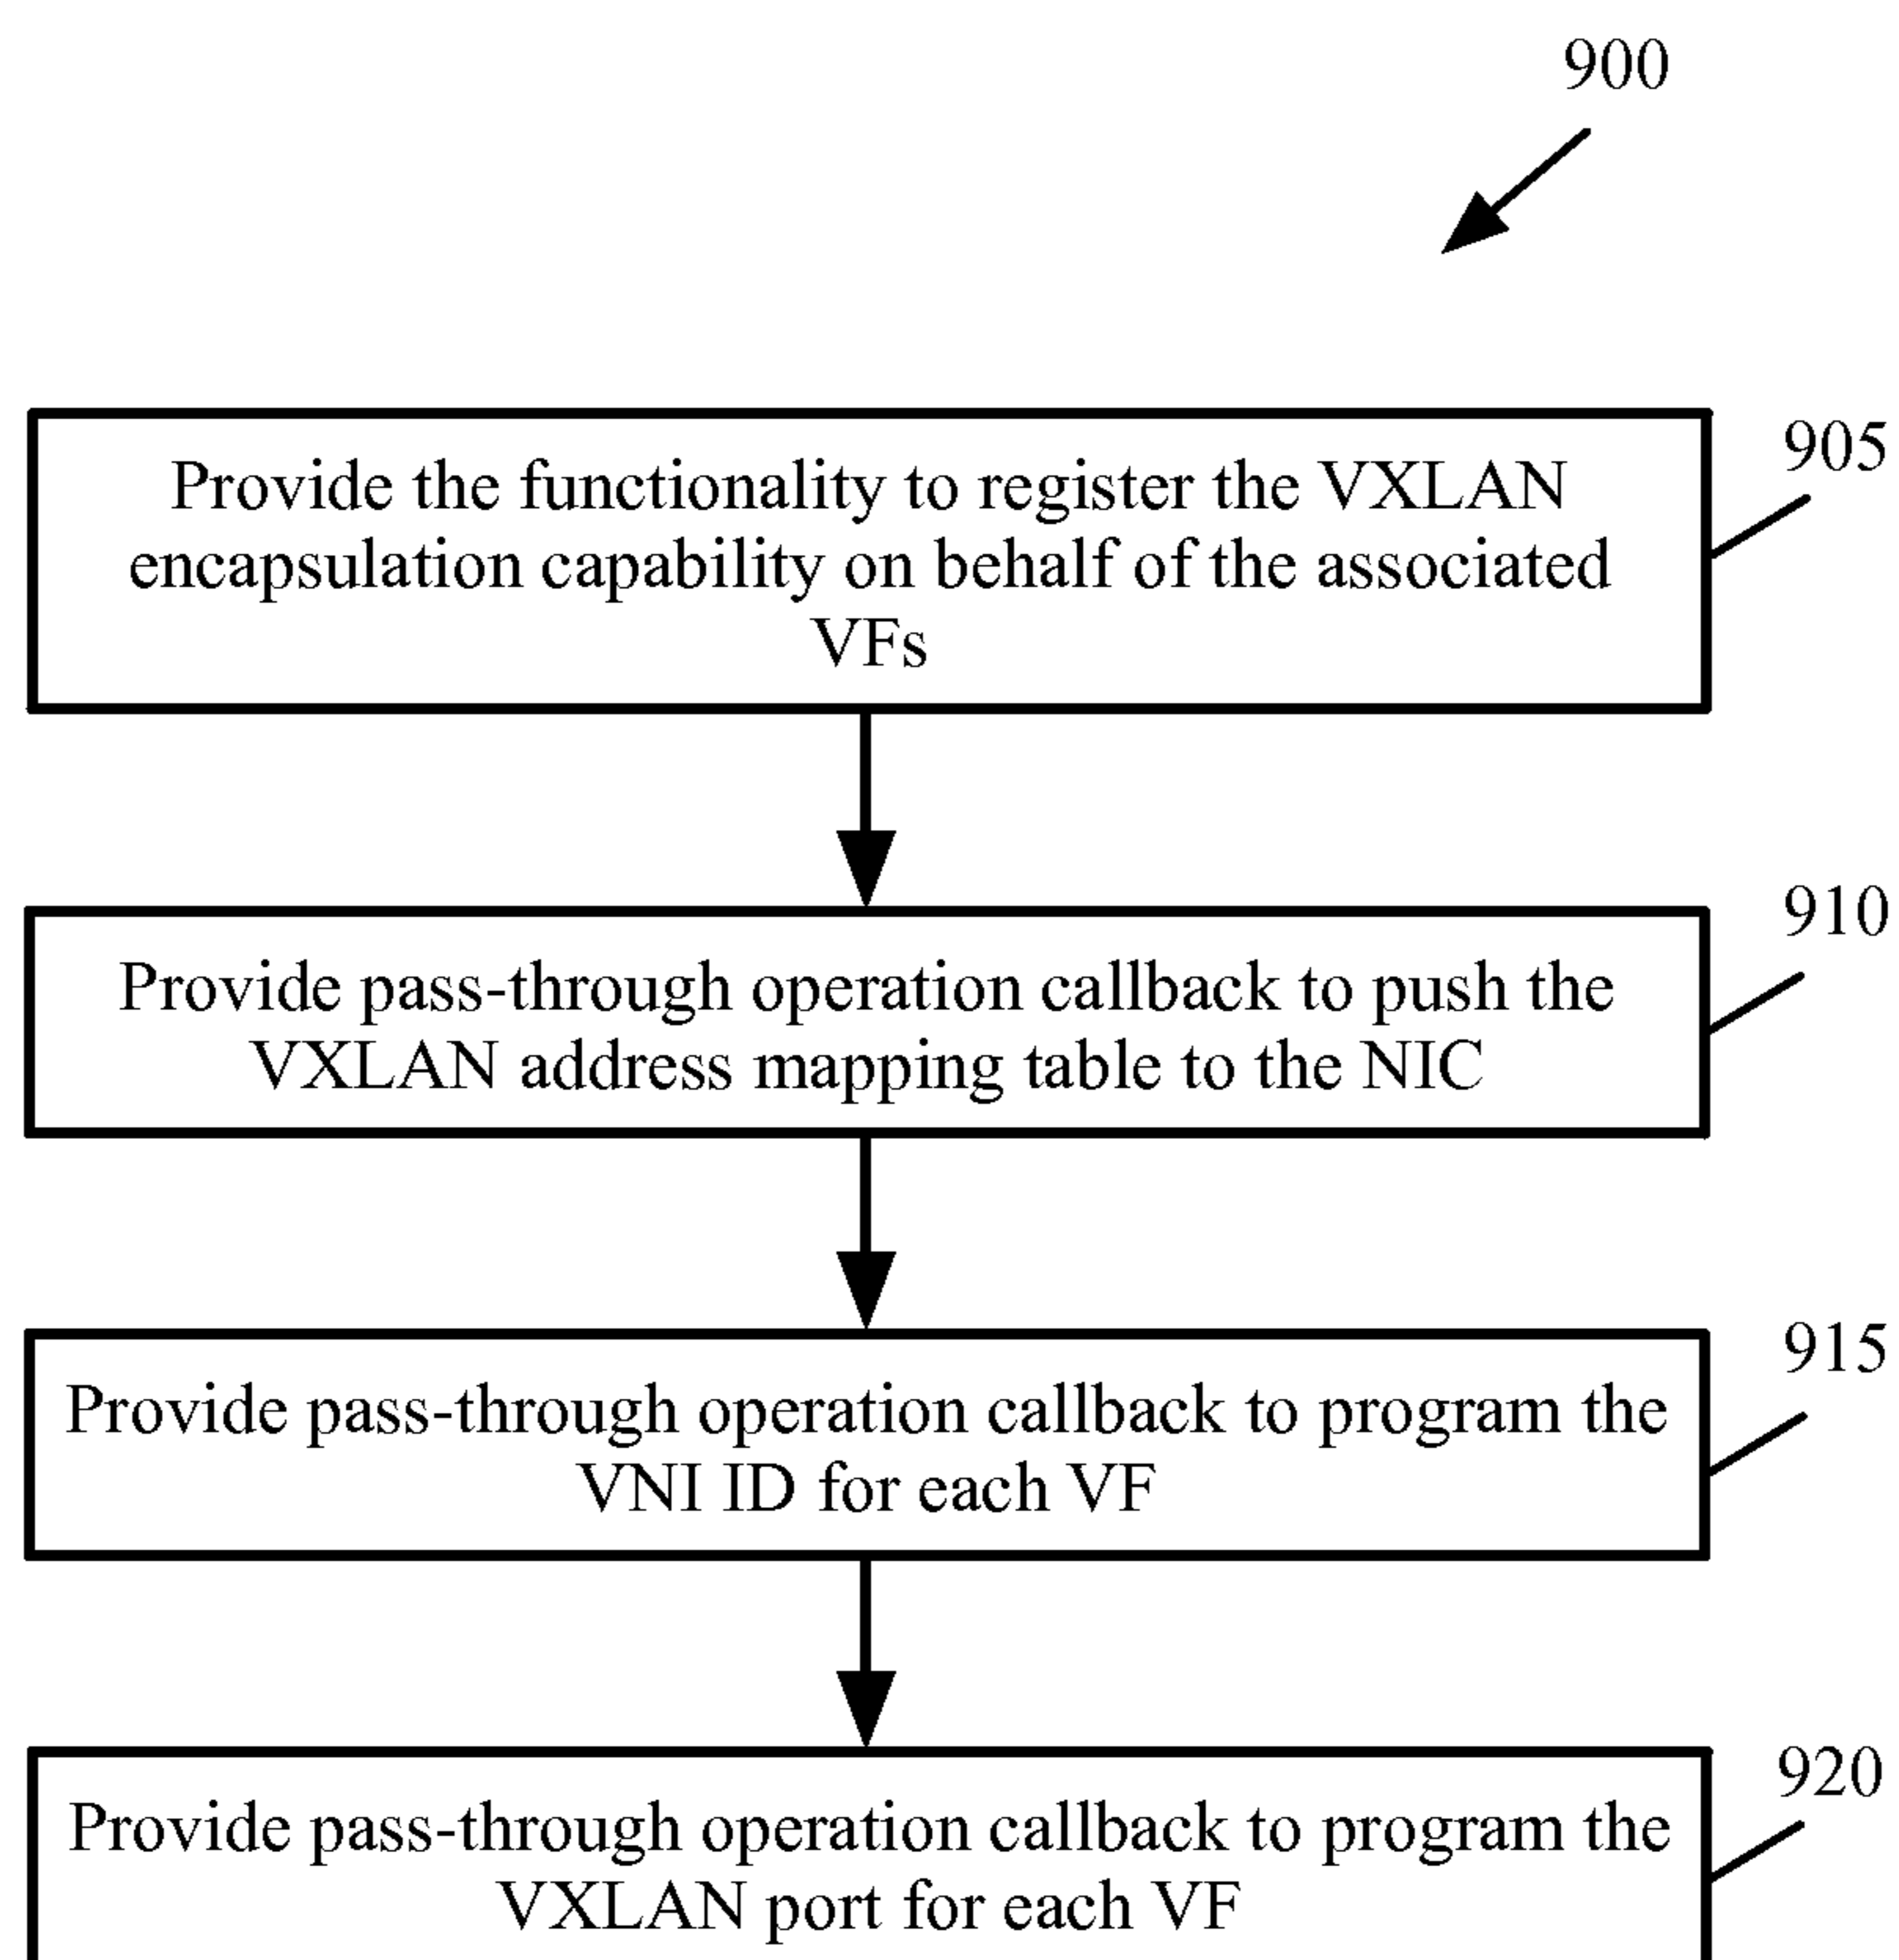 900
905
Provide the functionality to register the VXLAN
encapsulation capability on behalf of the associated
VFs
910
Provide pass-through operation callback to push the
VXLAN address mapping table to the NIC
915
Provide pass-through operation callback to program the
VNI ID for each VF
920
Provide pass-through operation callback to program the
VXLAN port for each VF